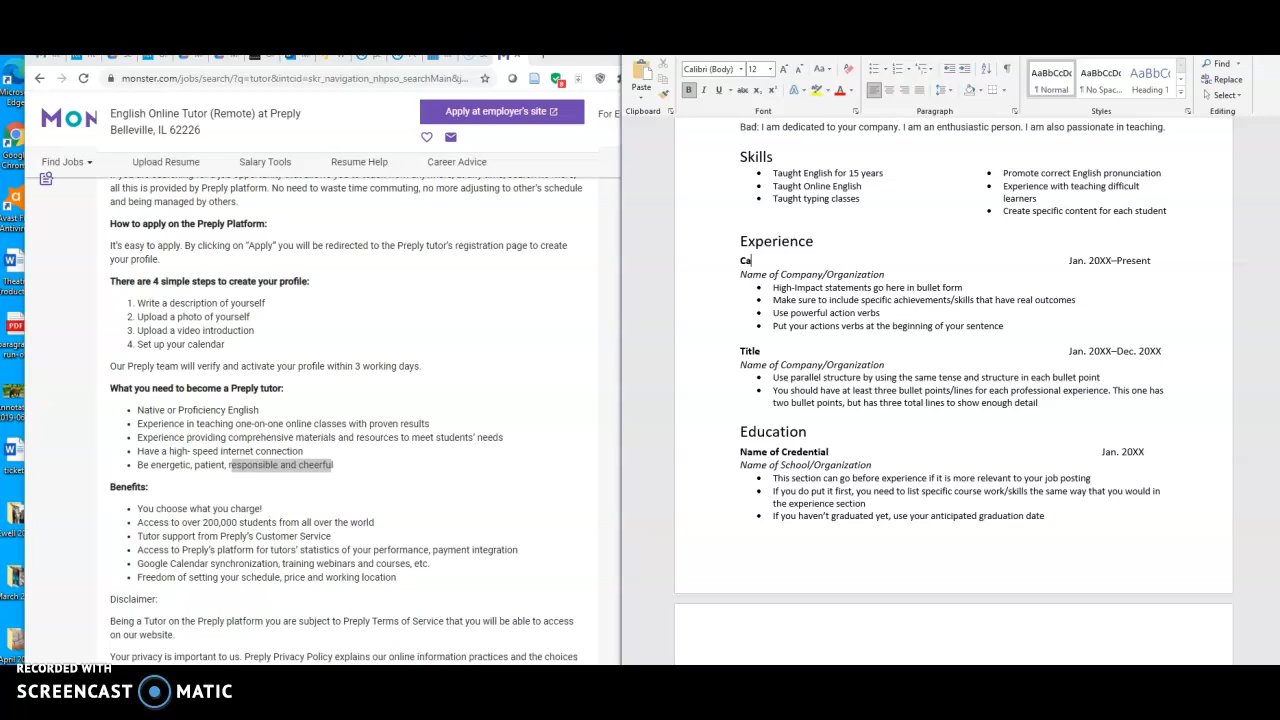 monster.com/jobs/search/?q=tutor&intcid=skr_navigation_nhpso_searchMain&j...
MON
English Online Tutor (Remote) at Preply
Belleville, IL 62226
Apply at employer's site
For E
Find Jobs
Upload Resume
Salary Tools
Resume Help
Career Advice
all this is provided by Preply platform. No need to waste time commuting, no more adjusting to other's schedule
and being managed by others.
How to apply on the Preply Platform:
It's easy to apply. By clicking on "Apply" you will be redirected to the Preply tutor's registration page to create
your profile.
There are 4 simple steps to create your profile:
1. Write a description of yourself
2. Upload a photo of yourself
3. Upload a video introduction
4. Set up your calendar
Our Preply team will verify and activate your profile within 3 working days.
What you need to become a Preply tutor:
• Native or Proficiency English
• Experience in teaching one-on-one online classes with proven results
• Experience providing comprehensive materials and resources to meet students' needs
• Have a high- speed internet connection
• Be energetic, patient, responsible and cheerful
Benefits:
• You choose what you charge!
• Access to over 200,000 students from all over the world
• Tutor support from Preply's Customer Service
• Access to Preply's platform for tutors' statistics of your performance, payment integration
• Google Calendar synchronization, training webinars and courses, etc.
• Freedom of setting your schedule, price and working location
Disclaimer:
Being a Tutor on the Preply platform you are subject to Preply Terms of Service that you will be able to access
on our website.
Your privacy is important to us. Preply Privacy Policy explains our online information practices and the choices
Calibri (Body) 12
Paste
Clipboard
Font
Paragraph
AaBbCcDc AaBbCcDc AaBbCc
¶ Normal ¶ No Spac... Heading 1
Styles
Find
Replace
Select
Editing
Bad: I am dedicated to your company. I am an enthusiastic person. I am also passionate in teaching.
Skills
• Taught English for 15 years
• Taught Online English
• Taught typing classes
• Promote correct English pronunciation
• Experience with teaching difficult
learners
• Create specific content for each student
Experience
Ca Jan. 20XX–Present
Name of Company/Organization
• High-Impact statements go here in bullet form
• Make sure to include specific achievements/skills that have real outcomes
• Use powerful action verbs
• Put your actions verbs at the beginning of your sentence
Title Jan. 20XX–Dec. 20XX
Name of Company/Organization
• Use parallel structure by using the same tense and structure in each bullet point
• You should have at least three bullet points/lines for each professional experience. This one has
two bullet points, but has three total lines to show enough detail
Education
Name of Credential Jan. 20XX
Name of School/Organization
• This section can go before experience if it is more relevant to your job posting
• If you do put it first, you need to list specific course work/skills the same way that you would in
the experience section
• If you haven't graduated yet, use your anticipated graduation date
RECORDED WITH
SCREENCAST MATIC